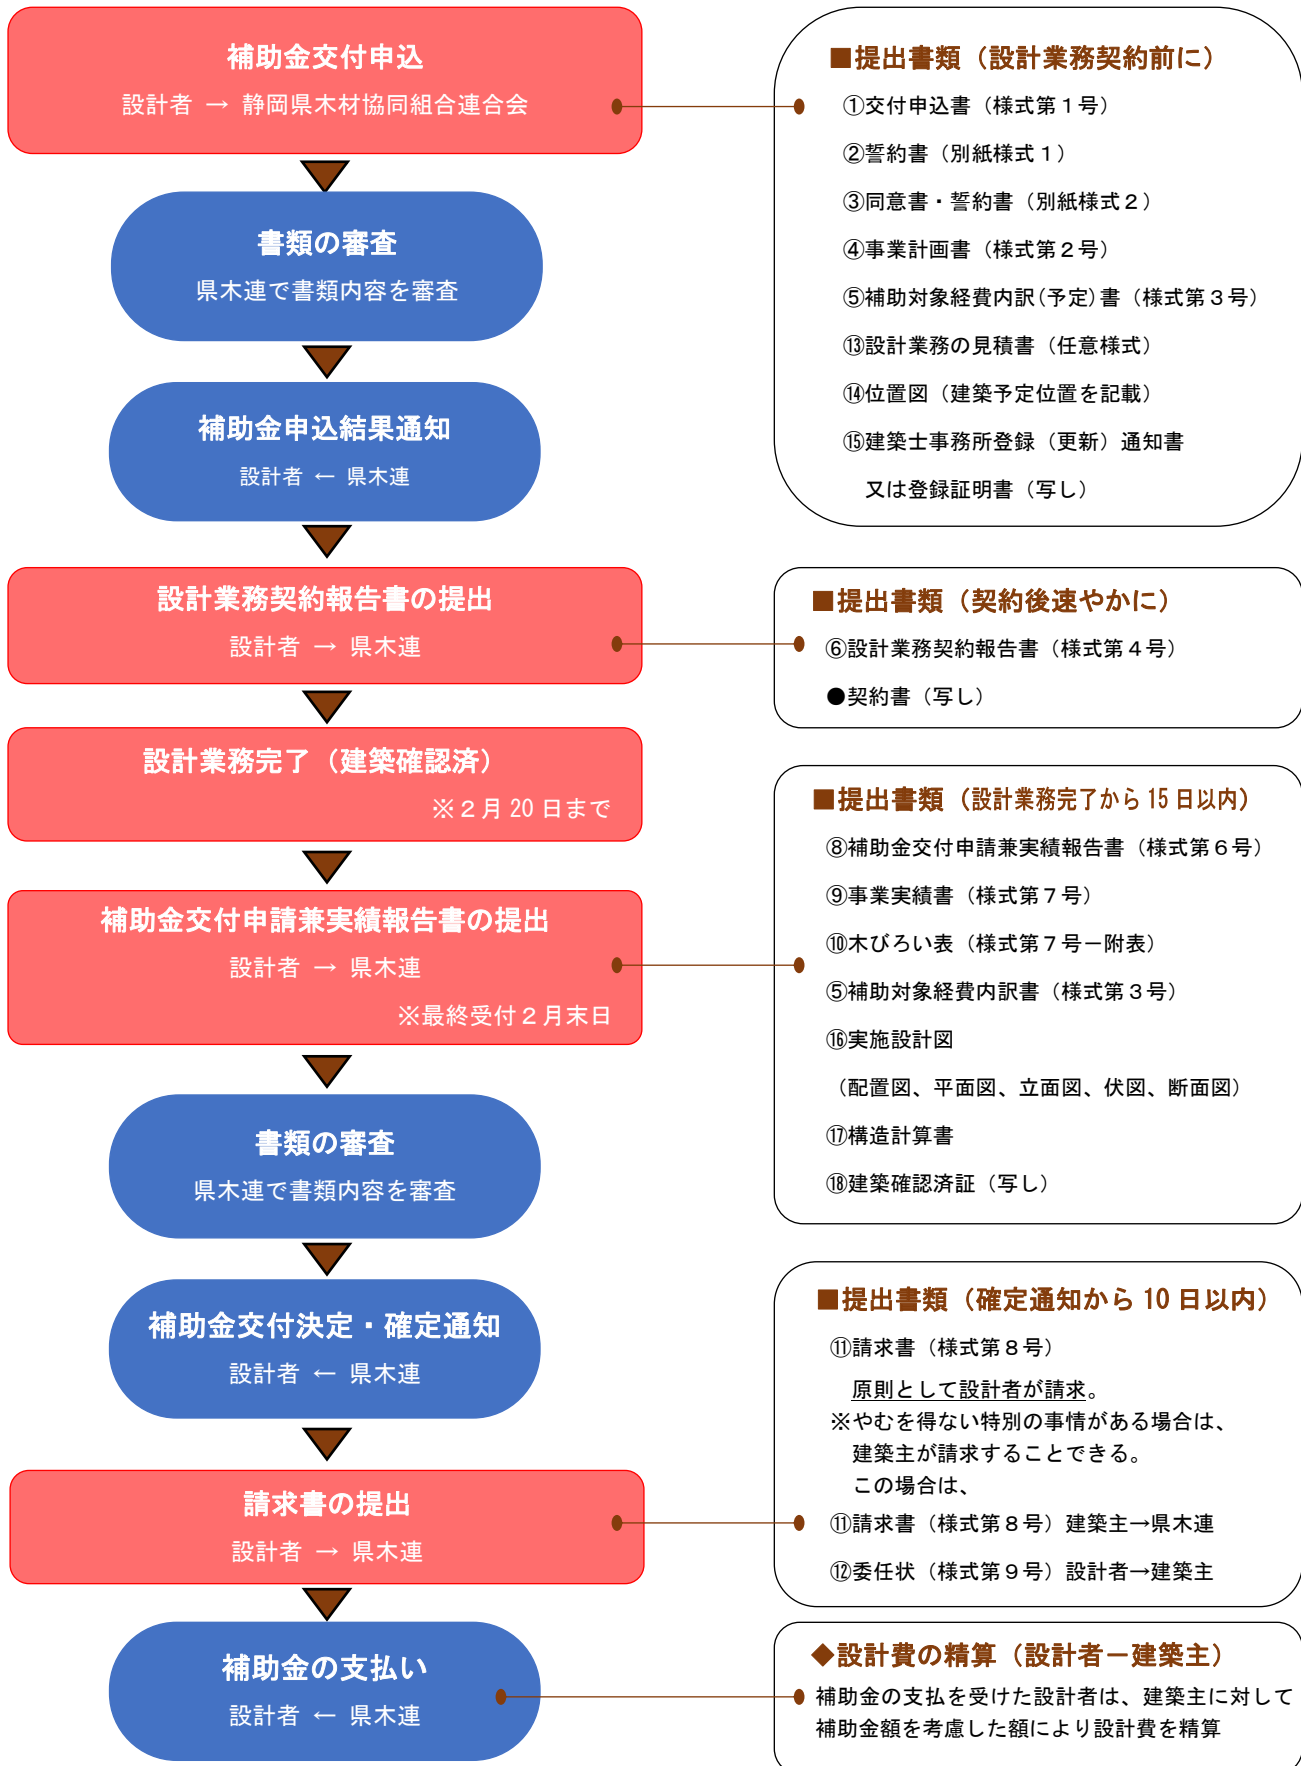 補助金交付申込
設計者 → 静岡県木材協同組合連合会
■提出書類（設計業務契約前に）
①交付申込書（様式第１号）
②誓約書（別紙様式１）
③同意書・誓約書（別紙様式２）
④事業計画書（様式第２号）
⑤補助対象経費内訳(予定)書（様式第３号）
⑬設計業務の見積書（任意様式）
⑭位置図（建築予定位置を記載）
⑮建築士事務所登録（更新）通知書
又は登録証明書（写し）
書類の審査
県木連で書類内容を審査
補助金申込結果通知
設計者 ← 県木連
設計業務契約報告書の提出
設計者 → 県木連
■提出書類（契約後速やかに）
⑥設計業務契約報告書（様式第４号）
●契約書（写し）
設計業務完了（建築確認済）
※２月20日まで
補助金交付申請兼実績報告書の提出
設計者 → 県木連
※最終受付２月末日
■提出書類（設計業務完了から15日以内）
⑧補助金交付申請兼実績報告書（様式第６号）
⑨事業実績書（様式第７号）
⑩木びろい表（様式第７号－附表）
⑤補助対象経費内訳書（様式第３号）
⑯実施設計図
（配置図、平面図、立面図、伏図、断面図）
⑰構造計算書
⑱建築確認済証（写し）
書類の審査
県木連で書類内容を審査
補助金交付決定・確定通知
設計者 ← 県木連
請求書の提出
設計者 → 県木連
■提出書類（確定通知から10日以内）
⑪請求書（様式第８号）
原則として設計者が請求。
※やむを得ない特別の事情がある場合は、
建築主が請求することできる。
この場合は、
⑪請求書（様式第８号）建築主→県木連
⑫委任状（様式第９号）設計者→建築主
補助金の支払い
設計者 ← 県木連
◆設計費の精算（設計者－建築主）
補助金の支払を受けた設計者は、建築主に対して
補助金額を考慮した額により設計費を精算